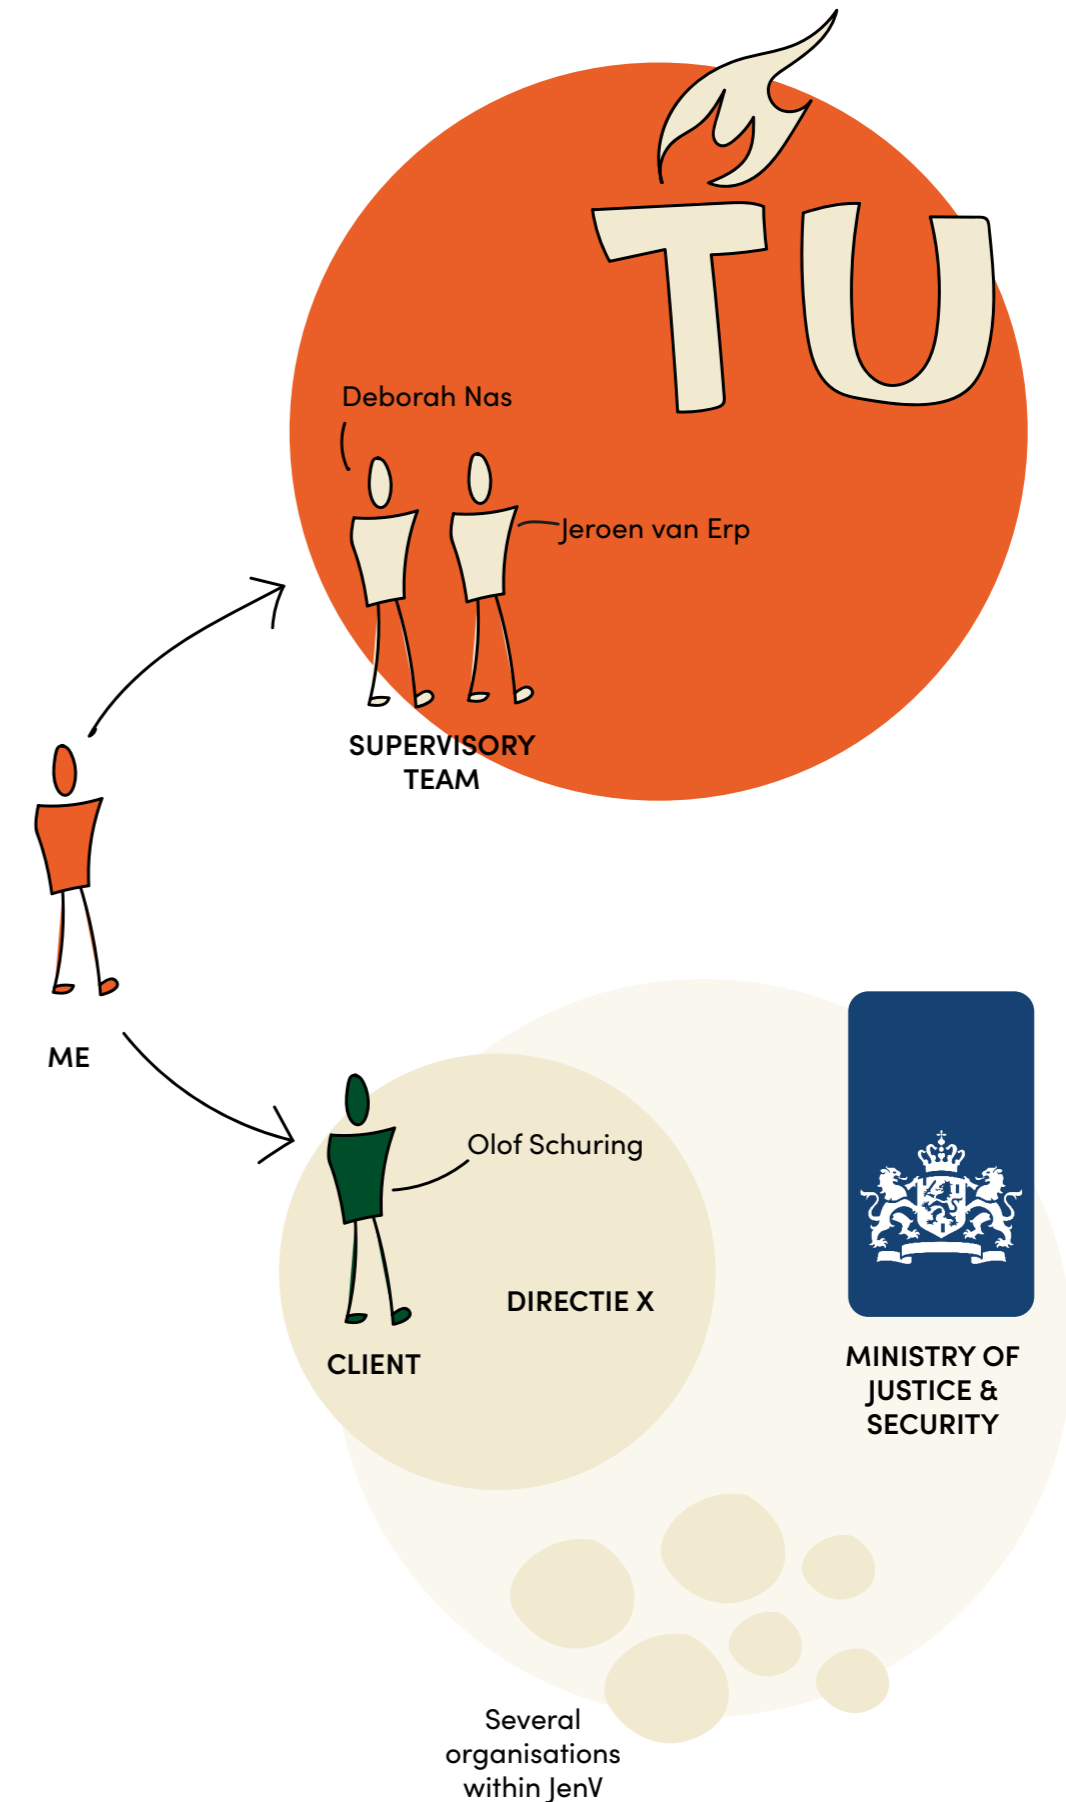 TU
Deborah Nas
Jeroen van Erp
SUPERVISORY
TEAM
ME
Olof Schuring
DIRECTIE X
CLIENT
MINISTRY OF
JUSTICE &
SECURITY
Several
organisations
within JenV